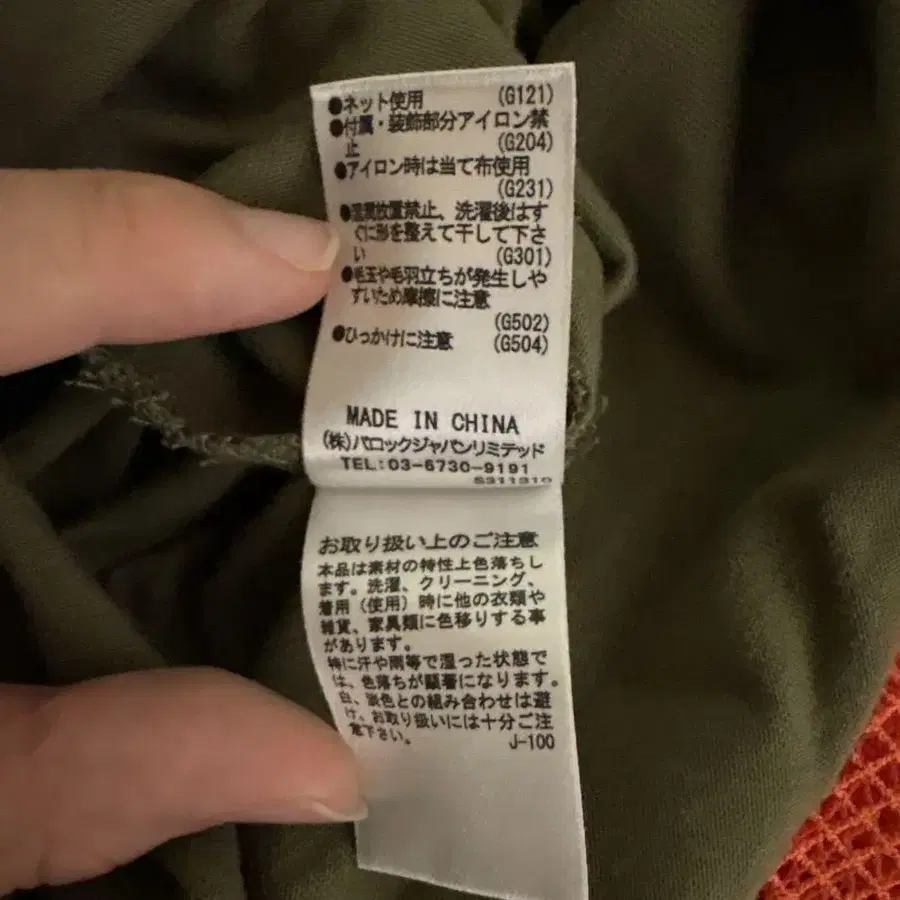 ●ネット使用 (G121)
●付属・装飾部分アイロン禁
止 (G204)
●アイロン時は当て布使用
(G231)
●湿潤放置禁止、洗濯後はす
ぐに形を整えて干して下さ
い (G301)
●毛玉や毛羽立ちが発生しや
すいため摩擦に注意
(G502)
●ひっかけに注意 (G504)
MADE IN CHINA
(株)バロックジャパンリミテッド
TEL:03-6730-9191
S311310
お取り扱い上のご注意
本品は素材の特性上色落ちし
ます。洗濯、クリーニング、
着用(使用)時に他の衣類や
雑貨、家具類に色移りする事
があります。
特に汗や雨等で湿った状態で
は、色落ちが顕著になります。
白、淡色との組み合わせは避
け、お取り扱いには十分ご注
意下さい。 J-100